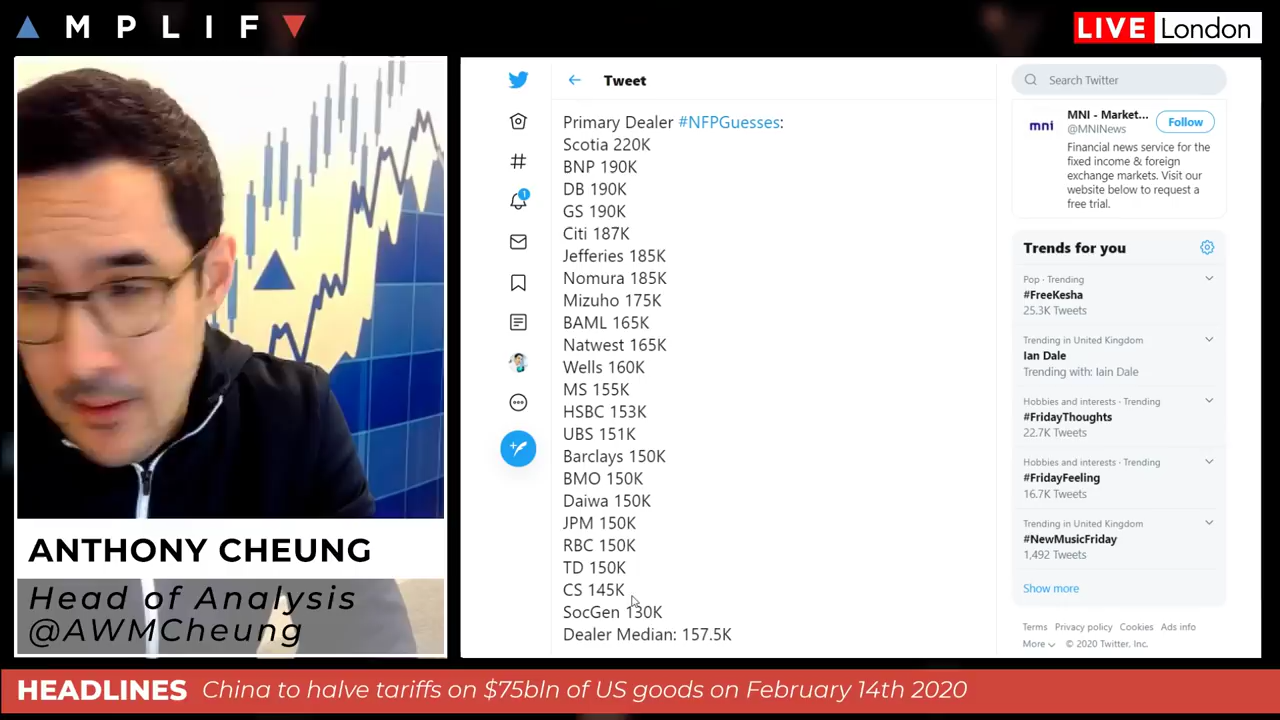 AMPLIFY
LIVE London
Tweet
Primary Dealer #NFPGuesses:
Scotia 220K
BNP 190K
DB 190K
GS 190K
Citi 187K
Jefferies 185K
Nomura 185K
Mizuho 175K
BAML 165K
Natwest 165K
Wells 160K
MS 155K
HSBC 153K
UBS 151K
Barclays 150K
BMO 150K
Daiwa 150K
JPM 150K
RBC 150K
TD 150K
CS 145K
SocGen 130K
Dealer Median: 157.5K
1
Search Twitter
mni
MNI - Market...
@MNINews
Follow
Financial news service for the
fixed income & foreign
exchange markets. Visit our
website below to request a
free trial.
Trends for you
Pop · Trending
#FreeKesha
25.3K Tweets
Trending in United Kingdom
Ian Dale
Trending with: Iain Dale
Hobbies and interests · Trending
#FridayThoughts
22.7K Tweets
Hobbies and interests · Trending
#FridayFeeling
16.7K Tweets
Trending in United Kingdom
#NewMusicFriday
1,492 Tweets
Show more
Terms Privacy policy Cookies Ads info
More © 2020 Twitter, Inc.
ANTHONY CHEUNG
Head of Analysis
@AWMCheung
HEADLINES China to halve tariffs on $75bln of US goods on February 14th 2020